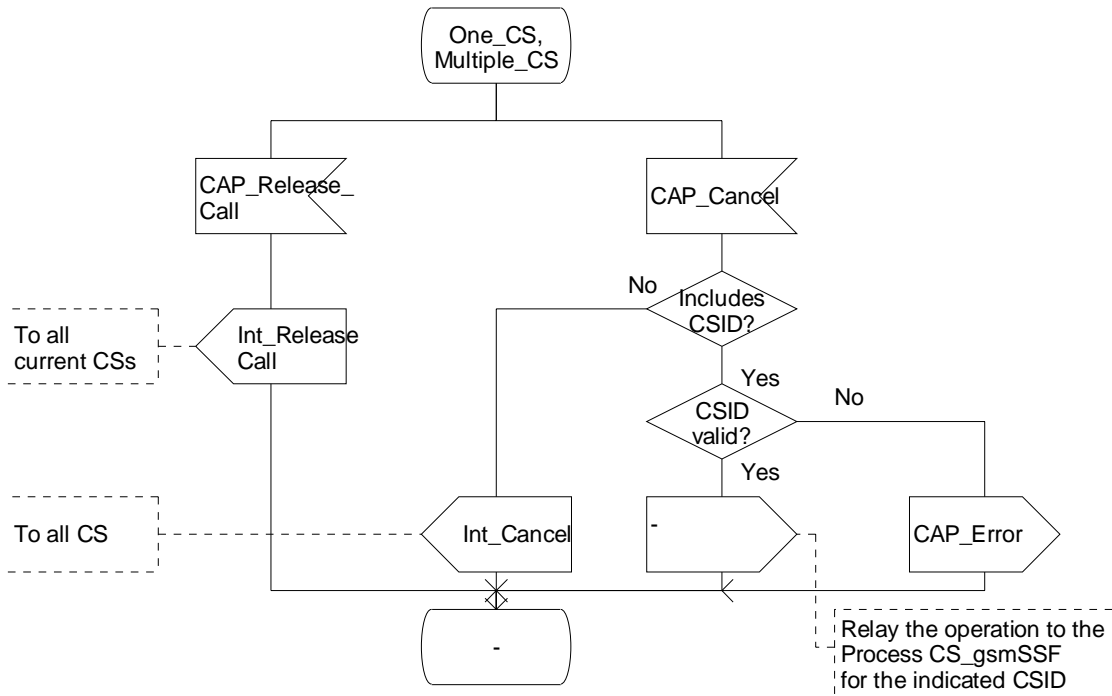 One_CS,
Multiple_CS
CAP_Release_
Call
CAP_Cancel
No
Includes
CSID?
To all
current CSs
Int_Release
Call
Yes
No
CSID
valid?
Yes
To all CS
Int_Cancel
-
CAP_Error
-
Relay the operation to the
Process CS_gsmSSF
for the indicated CSID